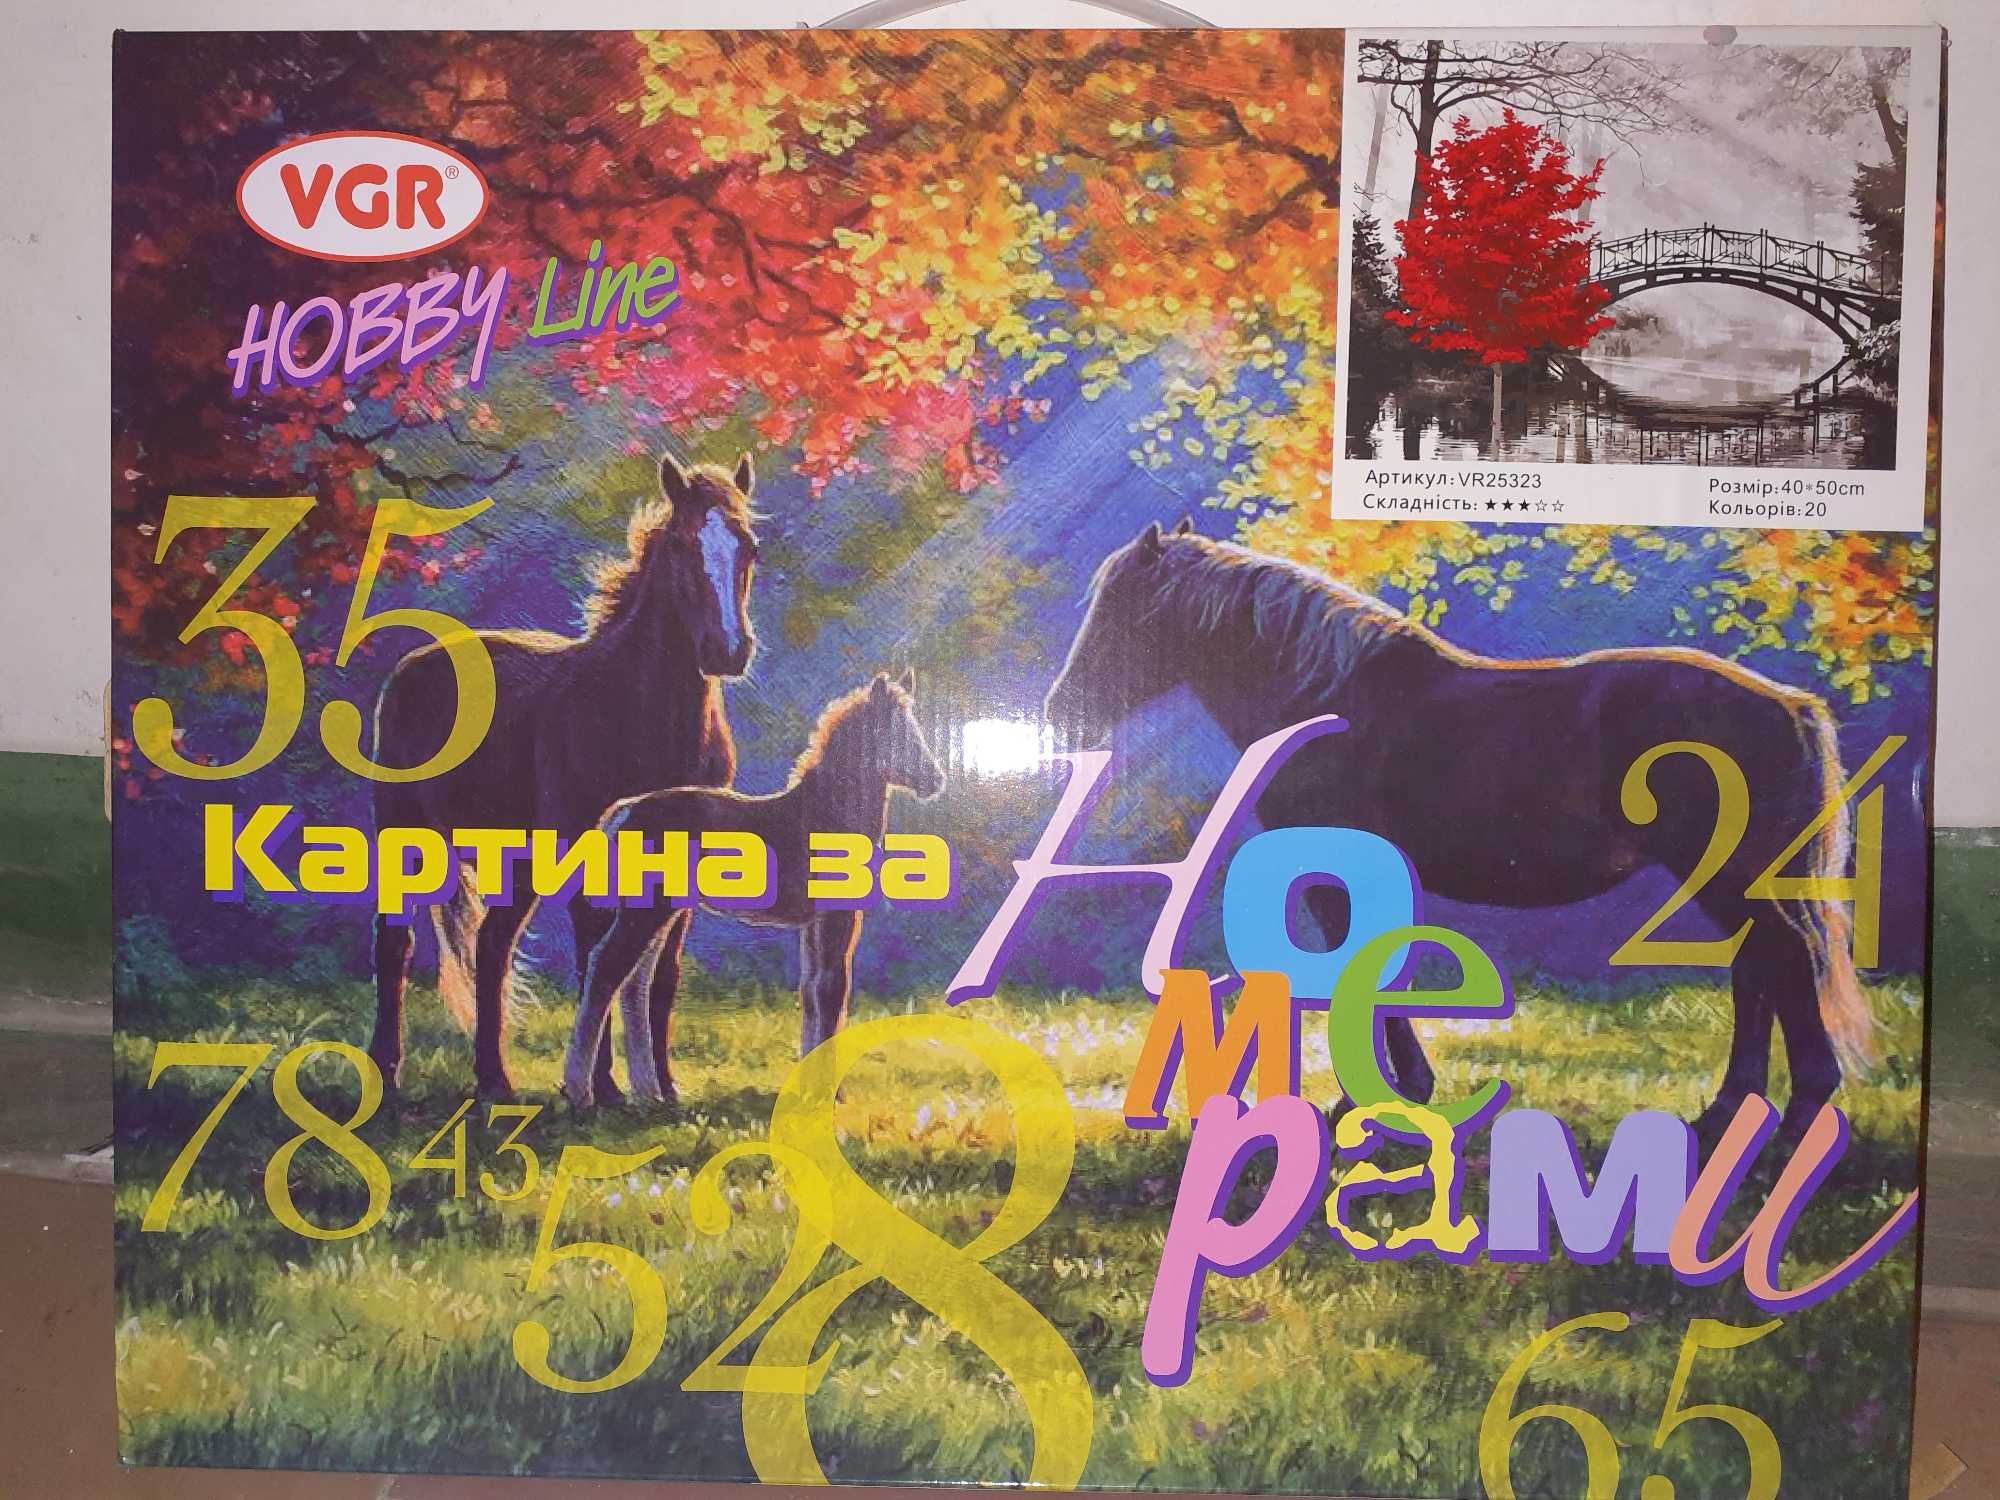 VGR®
HOBBY Line
Артикул:VR25323
Складність: ★★★☆☆
Розмір:40*50cm
Кольорів:20
35
Картина за Номерами
24
78
43
52
8
65